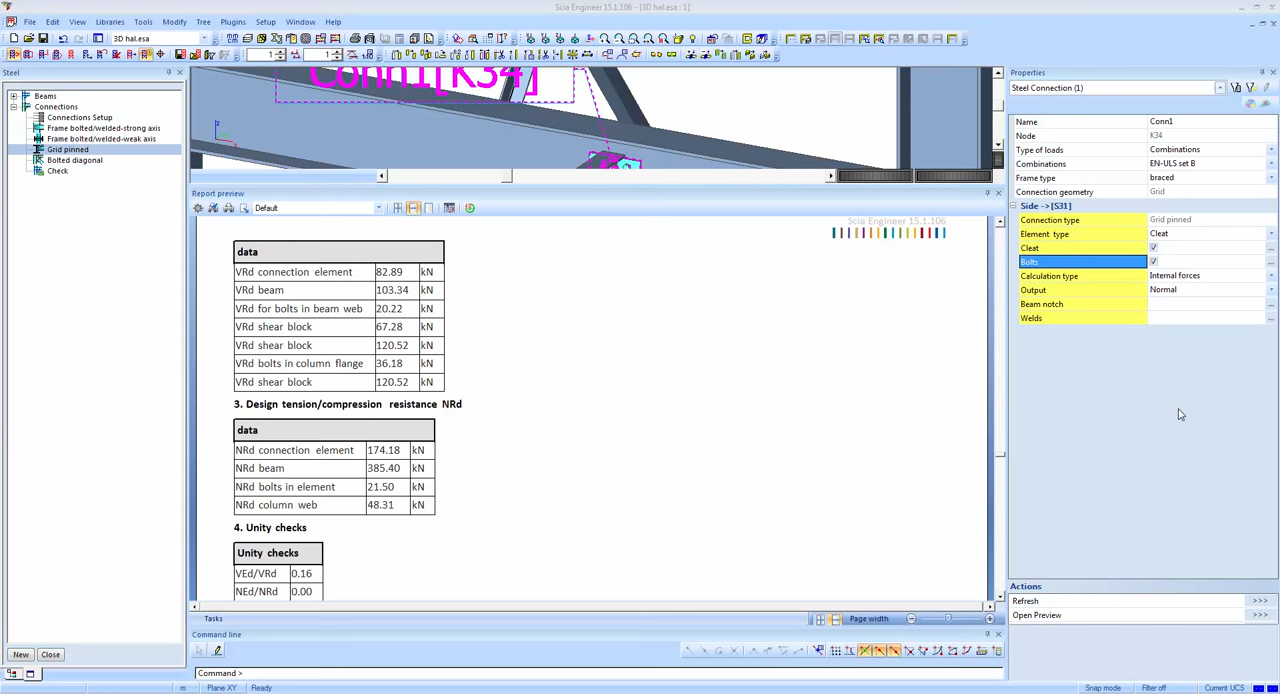 Scia Engineer 15.1.106 - [3D hal.esa : 1]
File Edit View Libraries Tools Modify Tree Plugins Setup Window Help
3D hal.esa
1 1
Steel
Beams
Connections
Connections Setup
Frame bolted/welded-strong axis
Frame bolted/welded-weak axis
Grid pinned
Bolted diagonal
Check
New Close
Conn1[K34]
Report preview
Default
Scia Engineer 15.1.106
data
VRd connection element 82.89 kN
VRd beam 103.34 kN
VRd for bolts in beam web 20.22 kN
VRd shear block 67.28 kN
VRd shear block 120.52 kN
VRd bolts in column flange 36.18 kN
VRd shear block 120.52 kN
3. Design tension/compression resistance NRd
data
NRd connection element 174.18 kN
NRd beam 385.40 kN
NRd bolts in element 21.50 kN
NRd column web 48.31 kN
4. Unity checks
Unity checks
VEd/VRd 0.16
NEd/NRd 0.00
Tasks
Page width
Command line
Command >
Properties
Steel Connection (1)
Name Conn1
Node K34
Type of loads Combinations
Combinations EN-ULS set B
Frame type braced
Connection geometry Grid
Side ->[S31]
Connection type Grid pinned
Element type Cleat
Cleat
Bolts
Calculation type Internal forces
Output Normal
Beam notch
Welds
Actions
Refresh >>>
Open Preview >>>
m Plane XY Ready
Snap mode Filter off Current UCS